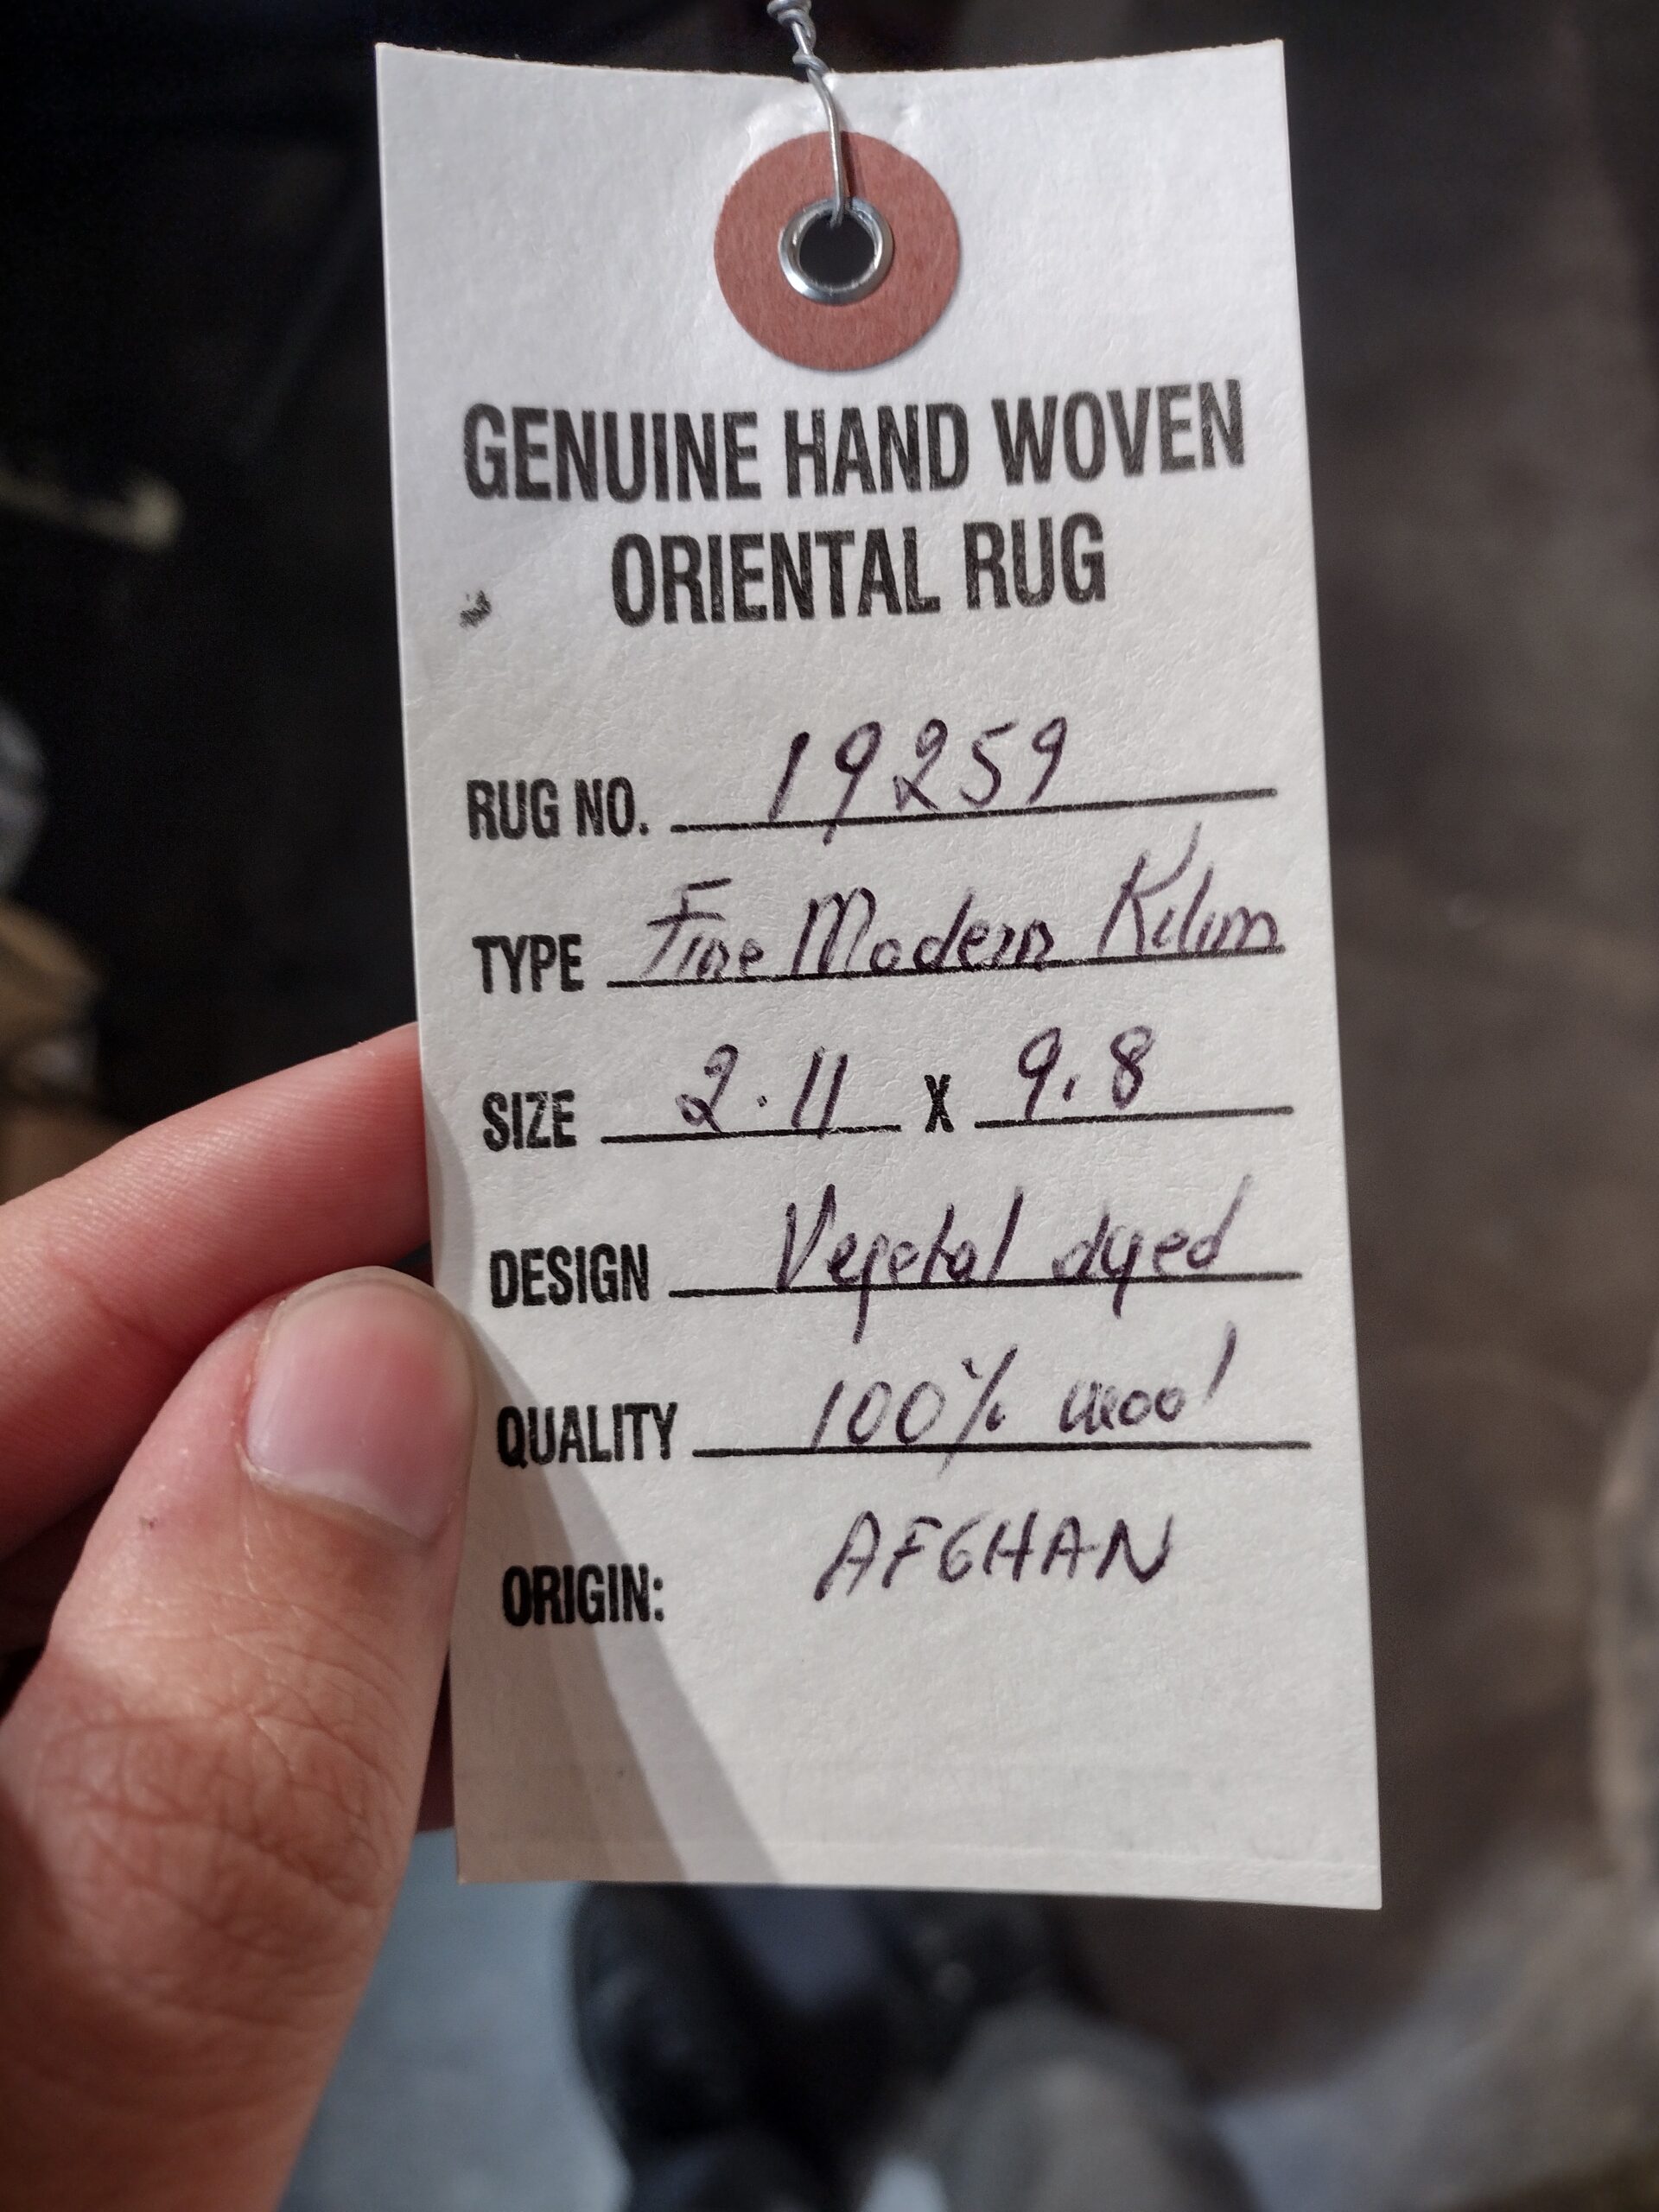 GENUINE HAND WOVEN
ORIENTAL RUG
RUG NO. 19259
TYPE Fine Modern Kilim
SIZE 2.11 X 9.8
DESIGN Vegetal dyed
QUALITY 100% wool
ORIGIN: AFGHAN